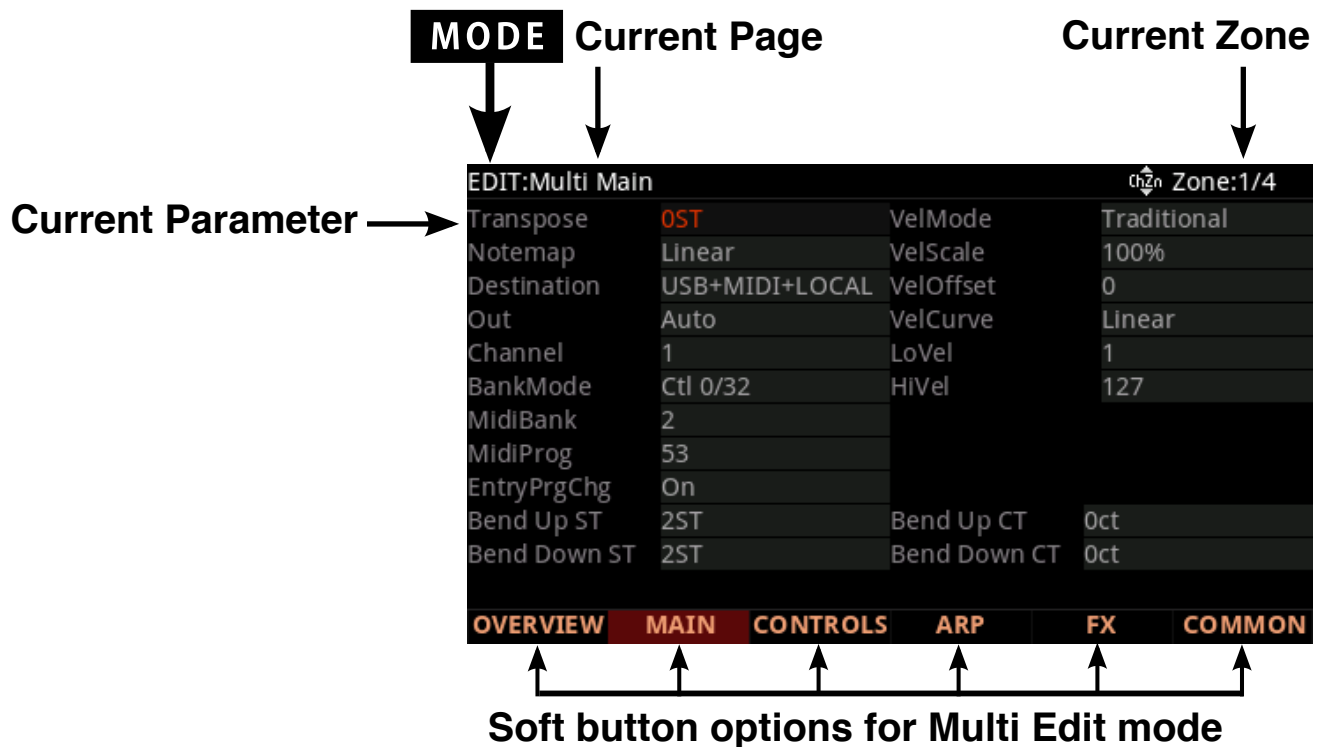 MODE Current Page Current Zone
EDIT:Multi Main ChZn Zone:1/4
Current Parameter
Transpose 0ST VelMode Traditional
Notemap Linear VelScale 100%
Destination USB+MIDI+LOCAL VelOffset 0
Out Auto VelCurve Linear
Channel 1 LoVel 1
BankMode Ctl 0/32 HiVel 127
MidiBank 2
MidiProg 53
EntryPrgChg On
Bend Up ST 2ST Bend Up CT 0ct
Bend Down ST 2ST Bend Down CT 0ct
OVERVIEW MAIN CONTROLS ARP FX COMMON
Soft button options for Multi Edit mode